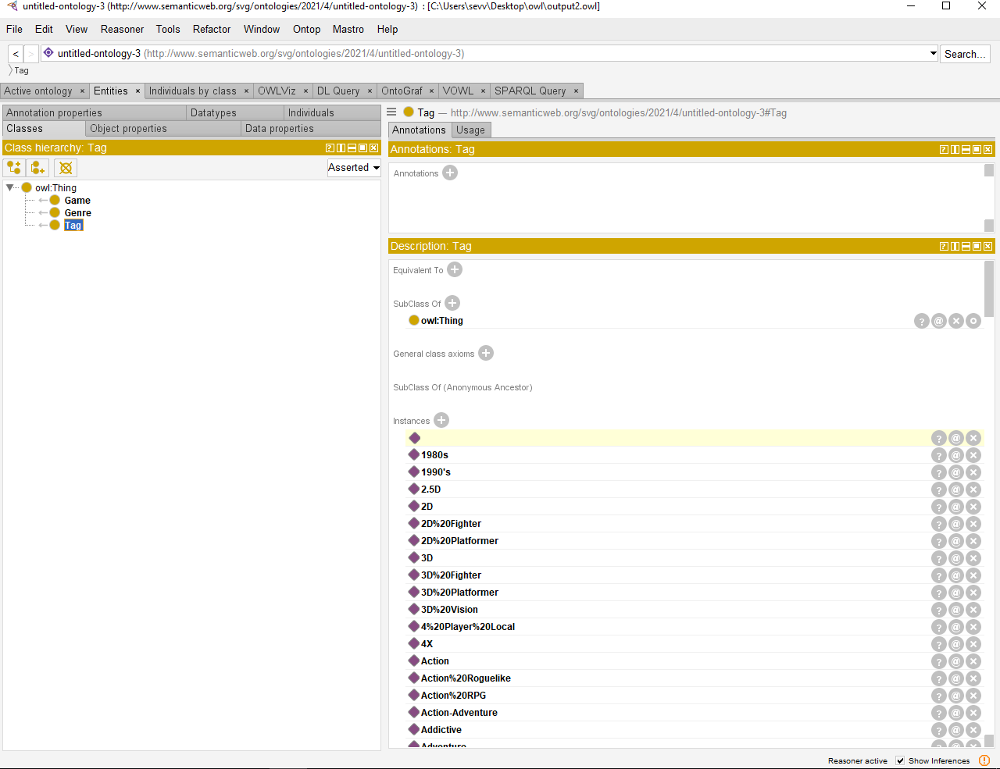 untitled-ontology-3 (http://www.semanticweb.org/svg/ontologies/2021/4/untitled-ontology-3) : [C:\Users\sevv\Desktop\owl\output2.owl]
File Edit View Reasoner Tools Refactor Window Ontop Mastro Help
< > untitled-ontology-3 (http://www.semanticweb.org/svg/ontologies/2021/4/untitled-ontology-3) Search...
Tag
Active ontology × Entities × Individuals by class × OWLViz × DL Query × OntoGraf × VOWL × SPARQL Query ×
Annotation properties Datatypes Individuals
Classes Object properties Data properties
Class hierarchy: Tag
Asserted
owl:Thing
Game
Genre
Tag
Tag — http://www.semanticweb.org/svg/ontologies/2021/4/untitled-ontology-3#Tag
Annotations Usage
Annotations: Tag
Annotations
Description: Tag
Equivalent To
SubClass Of
owl:Thing
General class axioms
SubClass Of (Anonymous Ancestor)
Instances
1980s
1990's
2.5D
2D
2D%20Fighter
2D%20Platformer
3D
3D%20Fighter
3D%20Platformer
3D%20Vision
4%20Player%20Local
4X
Action
Action%20Roguelike
Action%20RPG
Action-Adventure
Addictive
Adventure
Reasoner active Show Inferences